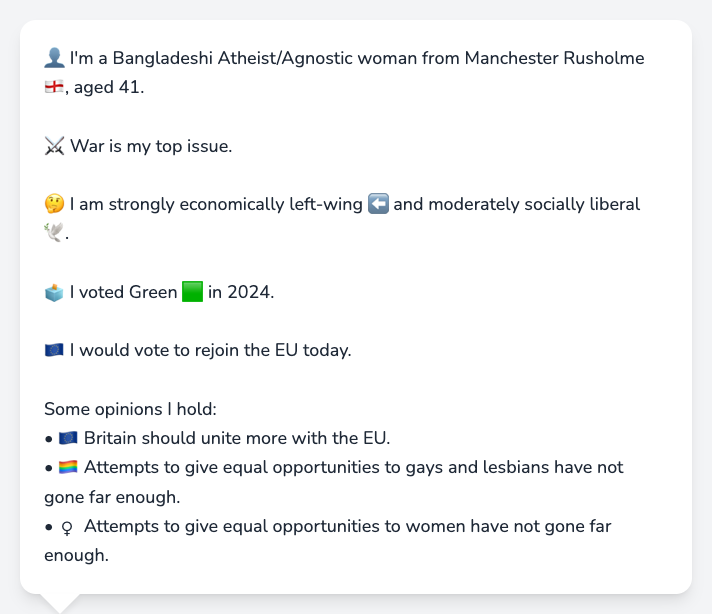 👤 I'm a Bangladeshi Atheist/Agnostic woman from Manchester Rusholme
🏴󠁧󠁢󠁥󠁮󠁧󠁿, aged 41.
⚔️ War is my top issue.
🤔 I am strongly economically left-wing ⬅️ and moderately socially liberal
🕊️.
🗳️ I voted Green 🟩 in 2024.
🇪🇺 I would vote to rejoin the EU today.
Some opinions I hold:
• 🇪🇺 Britain should unite more with the EU.
• 🏳️‍🌈 Attempts to give equal opportunities to gays and lesbians have not
gone far enough.
• ♀ Attempts to give equal opportunities to women have not gone far
enough.